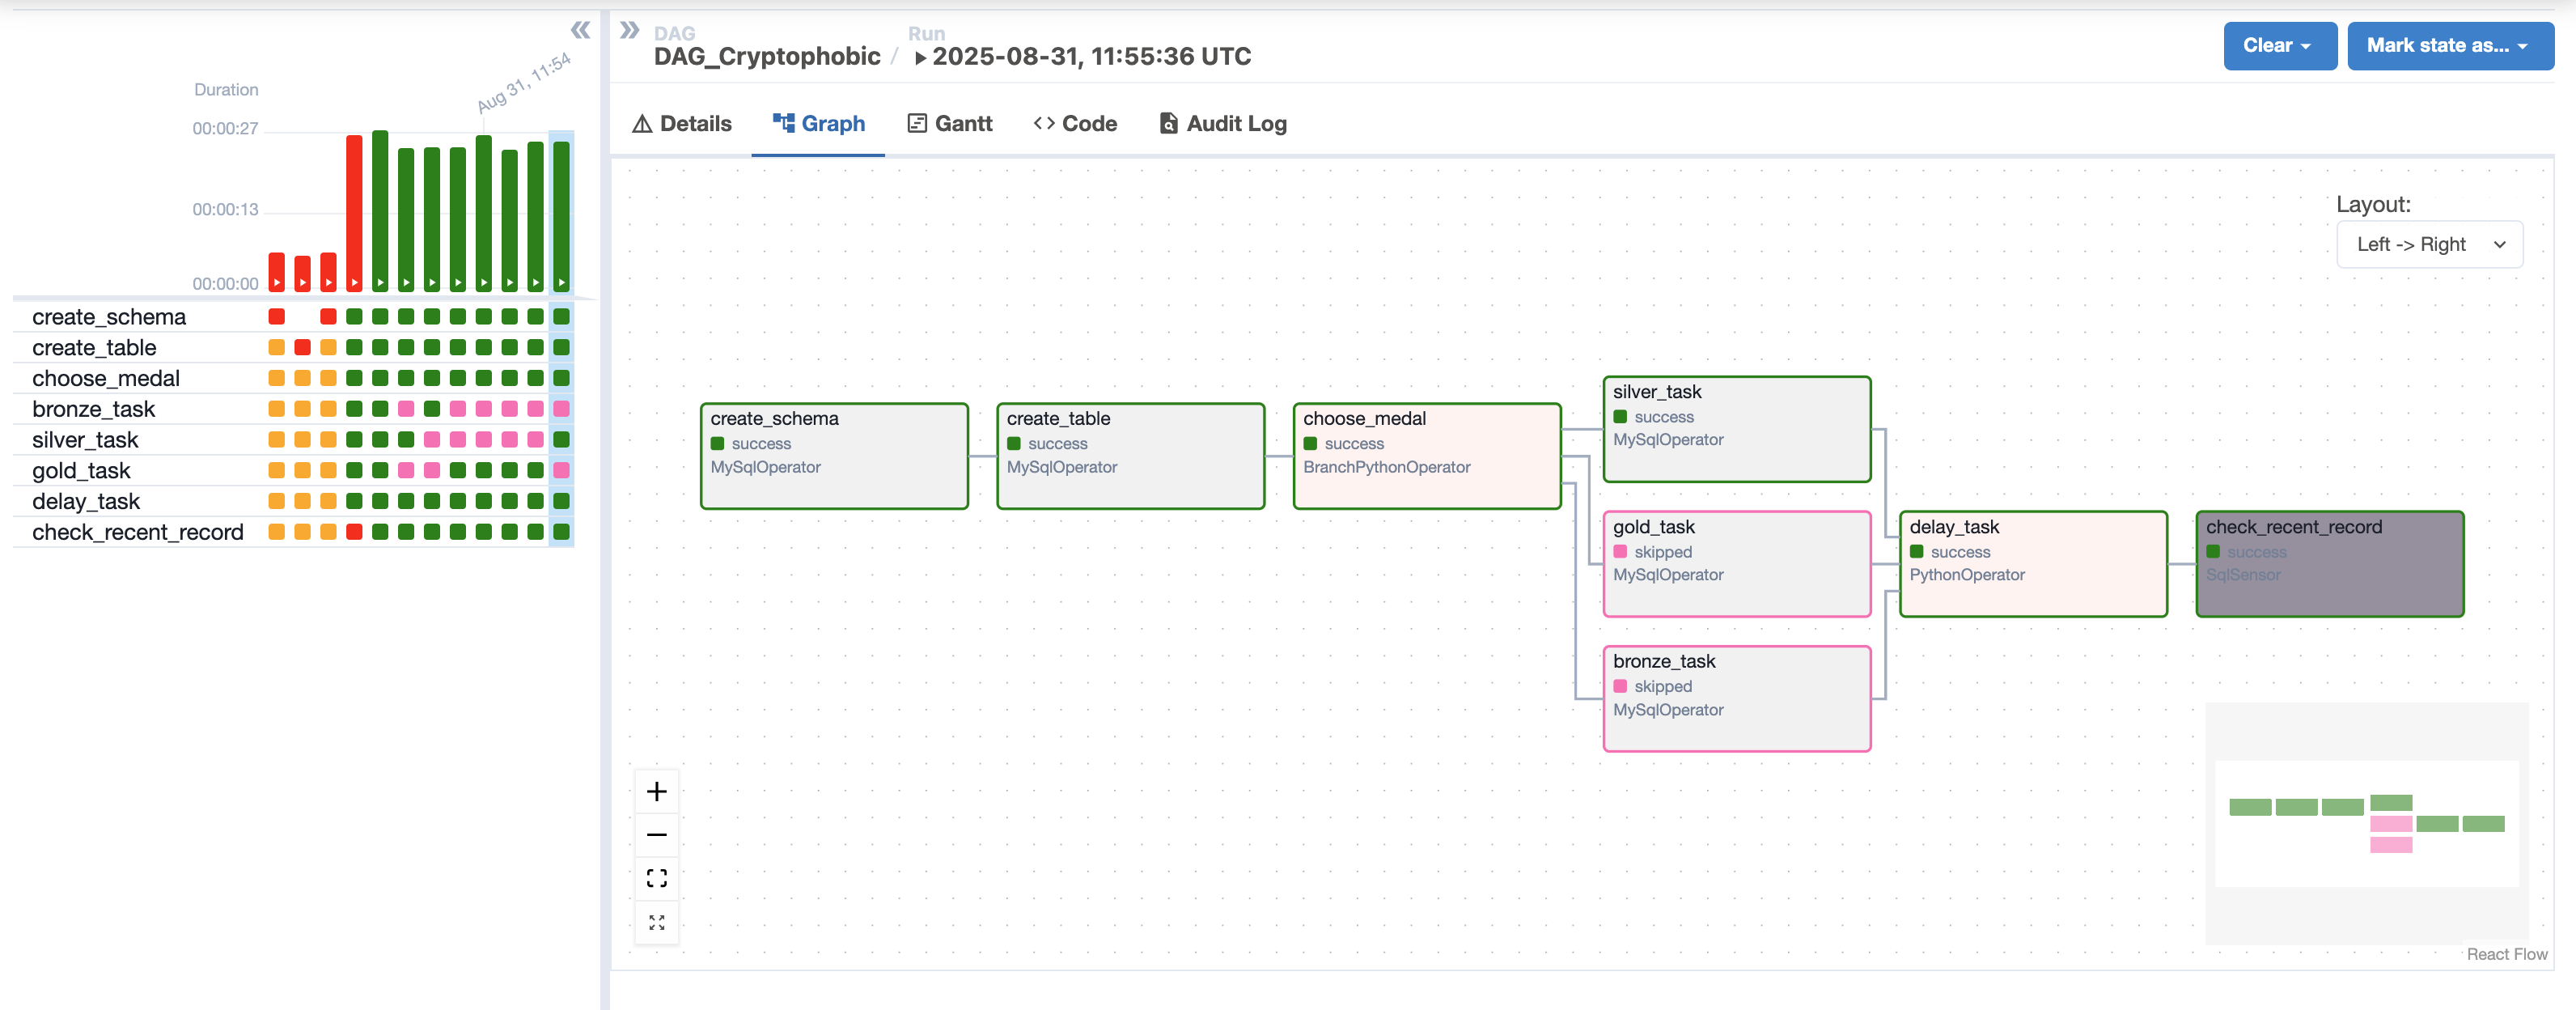 Duration
Aug 31, 11:54
00:00:27
00:00:13
00:00:00
create_schema
create_table
choose_medal
bronze_task
silver_task
gold_task
delay_task
check_recent_record
DAG
DAG_Cryptophobic
/
Run
2025-08-31, 11:55:36 UTC
Clear
Mark state as...
Details
Graph
Gantt
Code
Audit Log
Layout:
Left -> Right
create_schema
success
MySqlOperator
create_table
success
MySqlOperator
choose_medal
success
BranchPythonOperator
silver_task
success
MySqlOperator
gold_task
skipped
MySqlOperator
bronze_task
skipped
MySqlOperator
delay_task
success
PythonOperator
check_recent_record
success
SqlSensor
React Flow